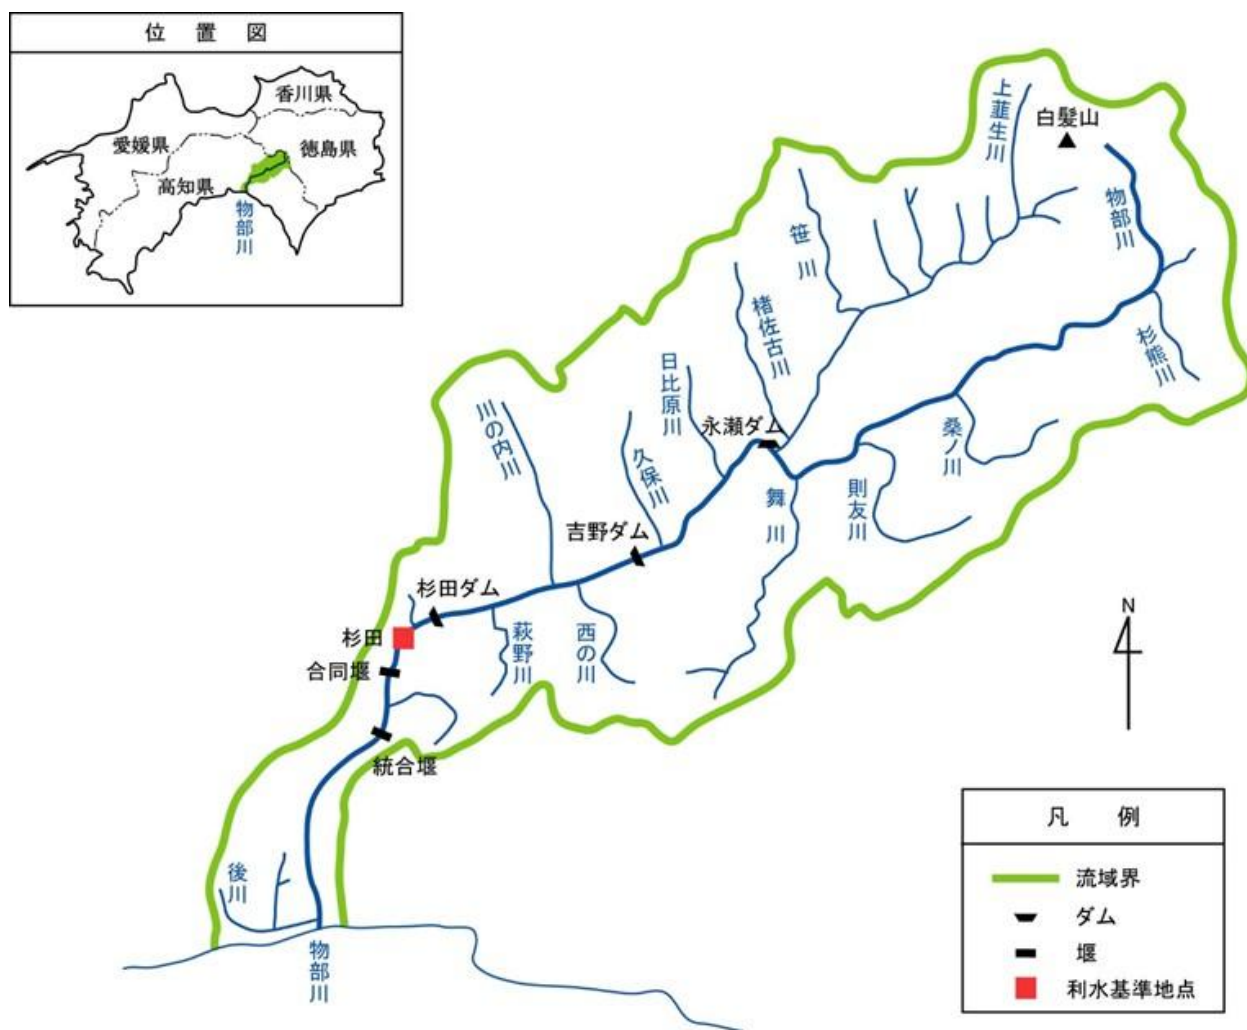 位置図
香川県
愛媛県
徳島県
高知県
物部川
上韮生川
白髪山
物部川
笹川
楮佐古川
杉熊川
日比原川
川の内川
永瀬ダム
久保川
桑ノ川
舞川
則友川
吉野ダム
杉田ダム
杉田
萩野川
西の川
合同堰
統合堰
後川
物部川
N
凡例
流域界
ダム
堰
利水基準地点